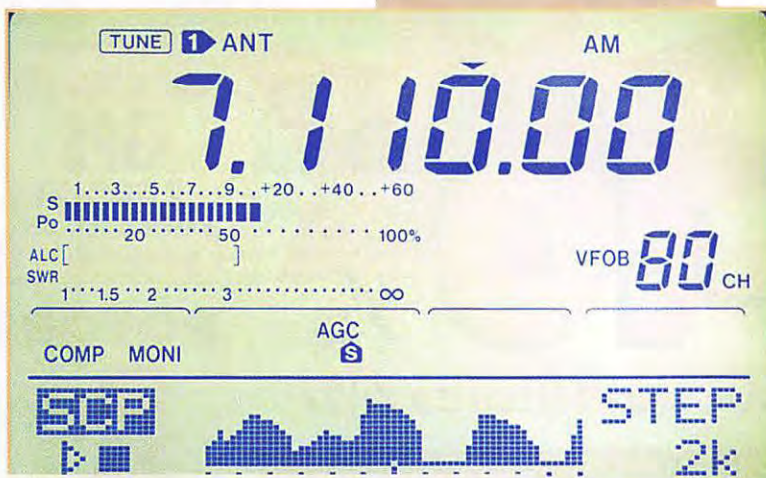 TUNE 1 ANT AM
7.110.00
1...3...5...7...9..+20..+40..+60
S
Po
20 50 100%
ALC [ ]
VFOB 80 CH
SWR
1 1.5 2 3 ∞
AGC
COMP MONI S
SCP STEP
2k